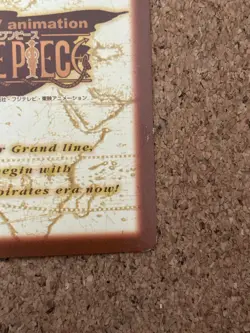 animation
ワンピース
PIECE
社・フジテレビ・東映アニメーション
Grand line,
begin with
pirates era now!